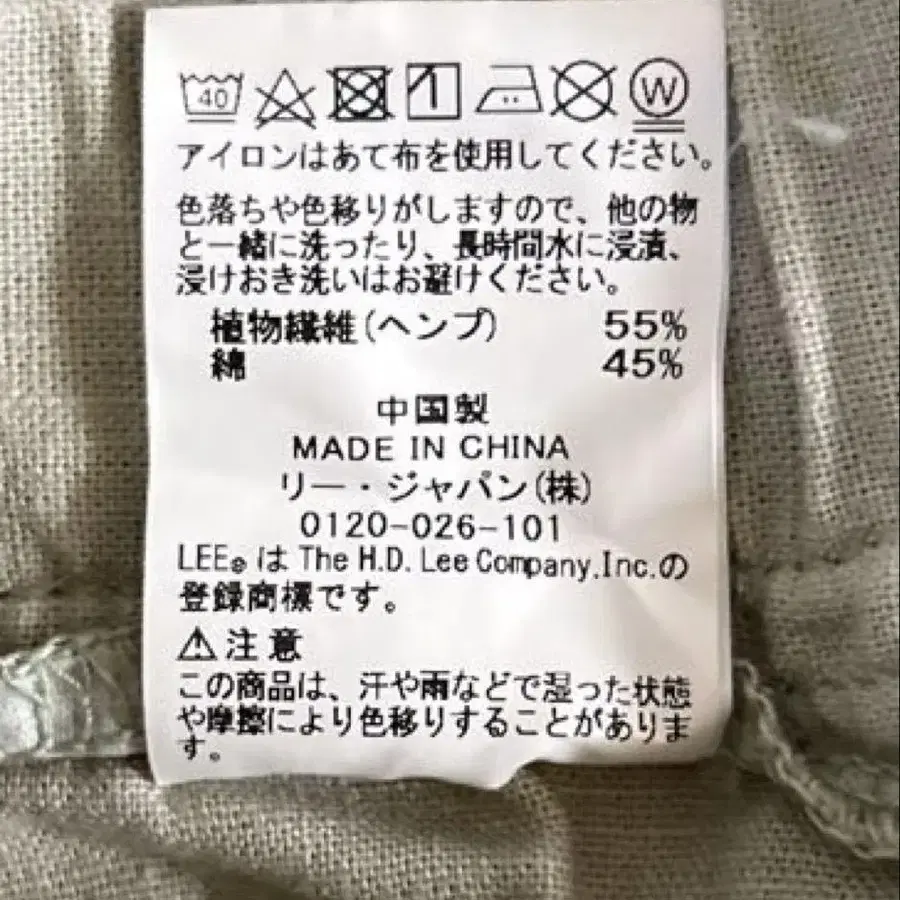 40 W
アイロンはあて布を使用してください。
色落ちや色移りがしますので、他の物
と一緒に洗ったり、長時間水に浸漬、
浸けおき洗いはお避けください。
植物繊維(ヘンプ) 55%
綿 45%
中国製
MADE IN CHINA
リー・ジャパン(株)
0120-026-101
LEE®は The H.D. Lee Company,Inc.の
登録商標です。
⚠注意
この商品は、汗や雨などで湿った状態
や摩擦により色移りすることがありま
す。